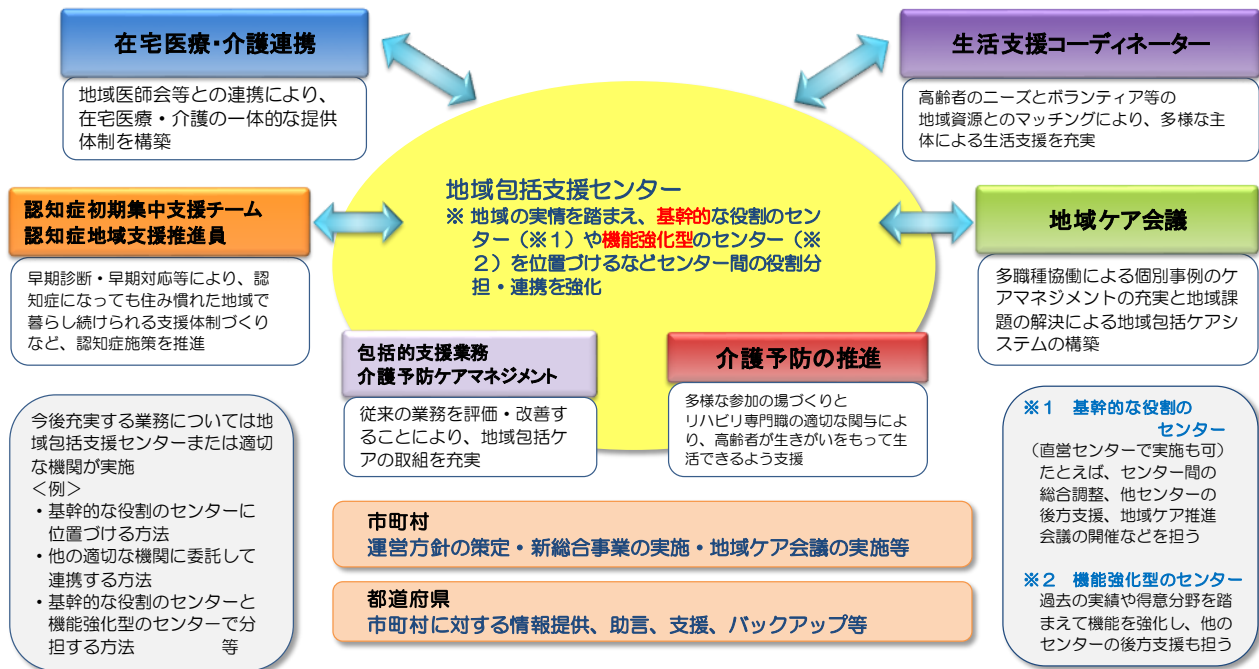 在宅医療・介護連携
地域医師会等との連携により、
在宅医療・介護の一体的な提供
体制を構築
生活支援コーディネーター
高齢者のニーズとボランティア等の
地域資源とのマッチングにより、多様な主
体による生活支援を充実
認知症初期集中支援チーム
認知症地域支援推進員
早期診断・早期対応等により、認
知症になっても住み慣れた地域で
暮らし続けられる支援体制づくり
など、認知症施策を推進
地域包括支援センター
※ 地域の実情を踏まえ、基幹的な役割のセン
ター（※１）や機能強化型のセンター（※
２）を位置づけるなどセンター間の役割分
担・連携を強化
地域ケア会議
多職種協働による個別事例のケ
アマネジメントの充実と地域課
題の解決による地域包括ケアシ
ステムの構築
包括的支援業務
介護予防ケアマネジメント
従来の業務を評価・改善す
ることにより、地域包括ケ
アの取組を充実
介護予防の推進
多様な参加の場づくりと
リハビリ専門職の適切な関与によ
り、高齢者が生きがいをもって生
活できるよう支援
今後充実する業務については地
域包括支援センターまたは適切
な機関が実施
＜例＞
・基幹的な役割のセンターに
位置づける方法
・他の適切な機関に委託して
連携する方法
・基幹的な役割のセンターと
機能強化型のセンターで分
担する方法 等
市町村
運営方針の策定・新総合事業の実施・地域ケア会議の実施等
都道府県
市町村に対する情報提供、助言、支援、バックアップ等
※１ 基幹的な役割の
センター
（直営センターで実施も可）
たとえば、センター間の
総合調整、他センターの
後方支援、地域ケア推進
会議の開催などを担う
※２ 機能強化型のセンター
過去の実績や得意分野を踏
まえて機能を強化し、他の
センターの後方支援も担う